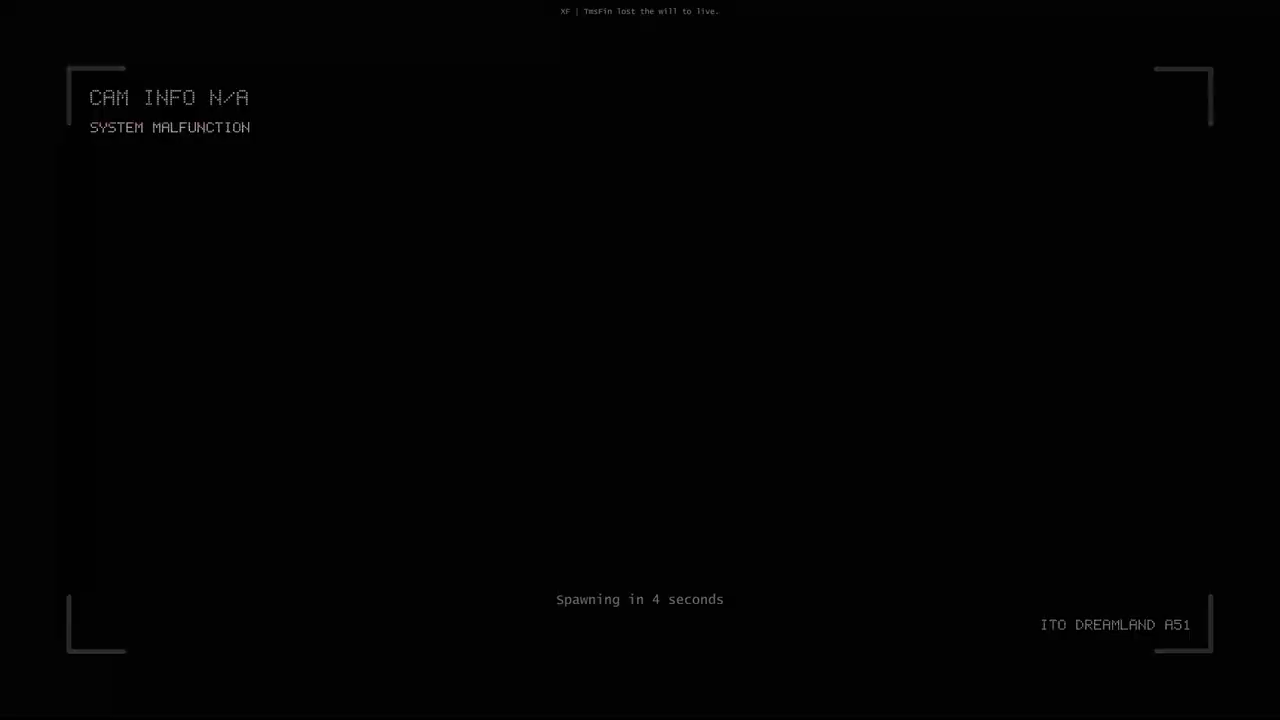 XF | TmsFin lost the will to live.
CAM INFO N/A
SYSTEM MALFUNCTION
Spawning in 4 seconds
ITO DREAMLAND A51